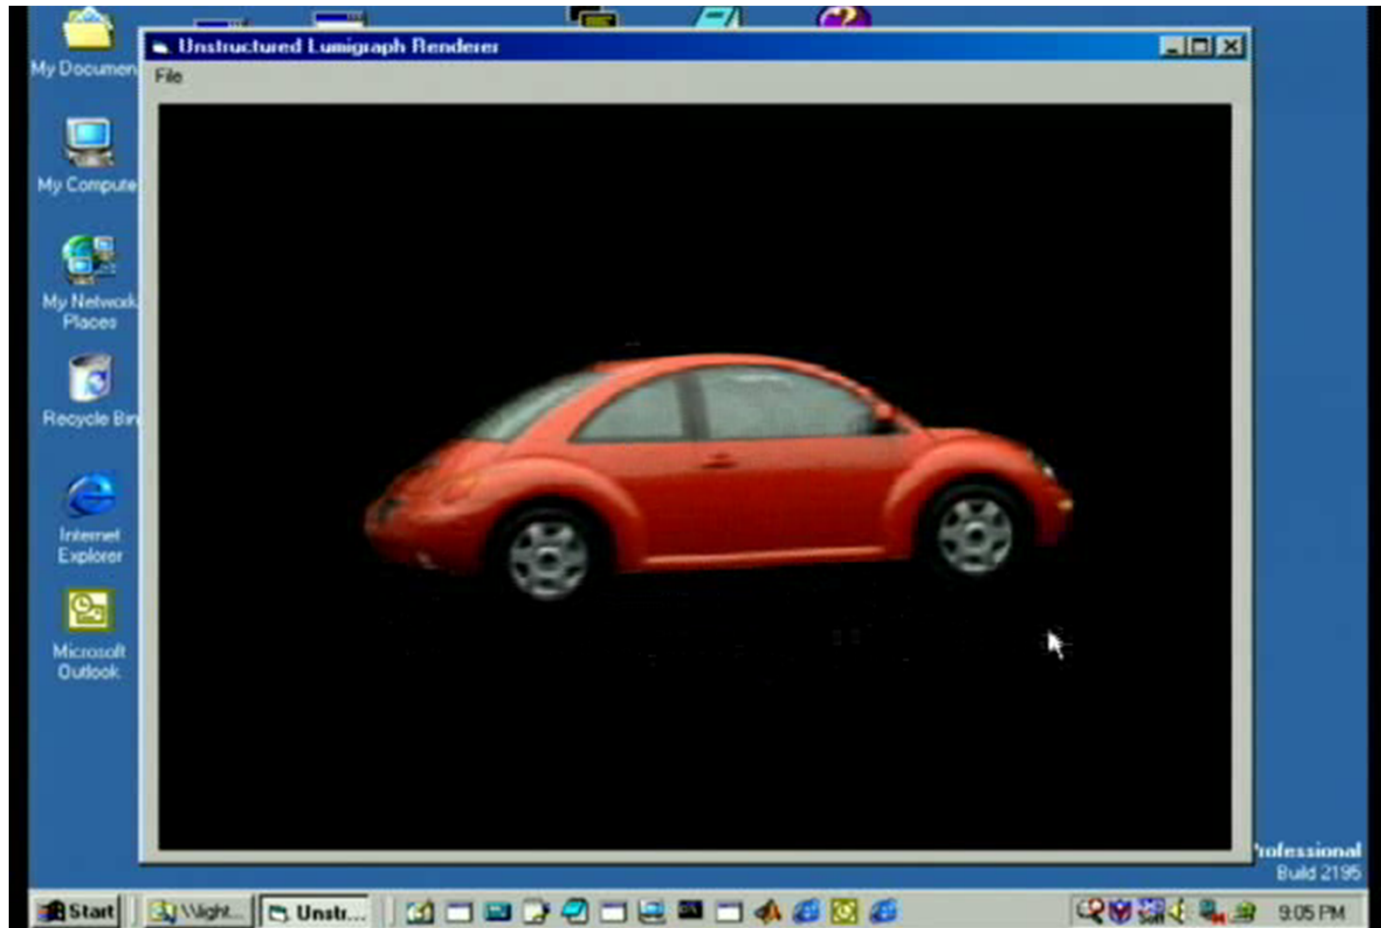 Unstructured Lumigraph Renderer
File
My Documen
My Compute
My Network
Places
Recycle Bin
Internet
Explorer
Microsoft
Outlook
rofessional
Build 2195
Start
\\light...
Unstr...
9:05 PM